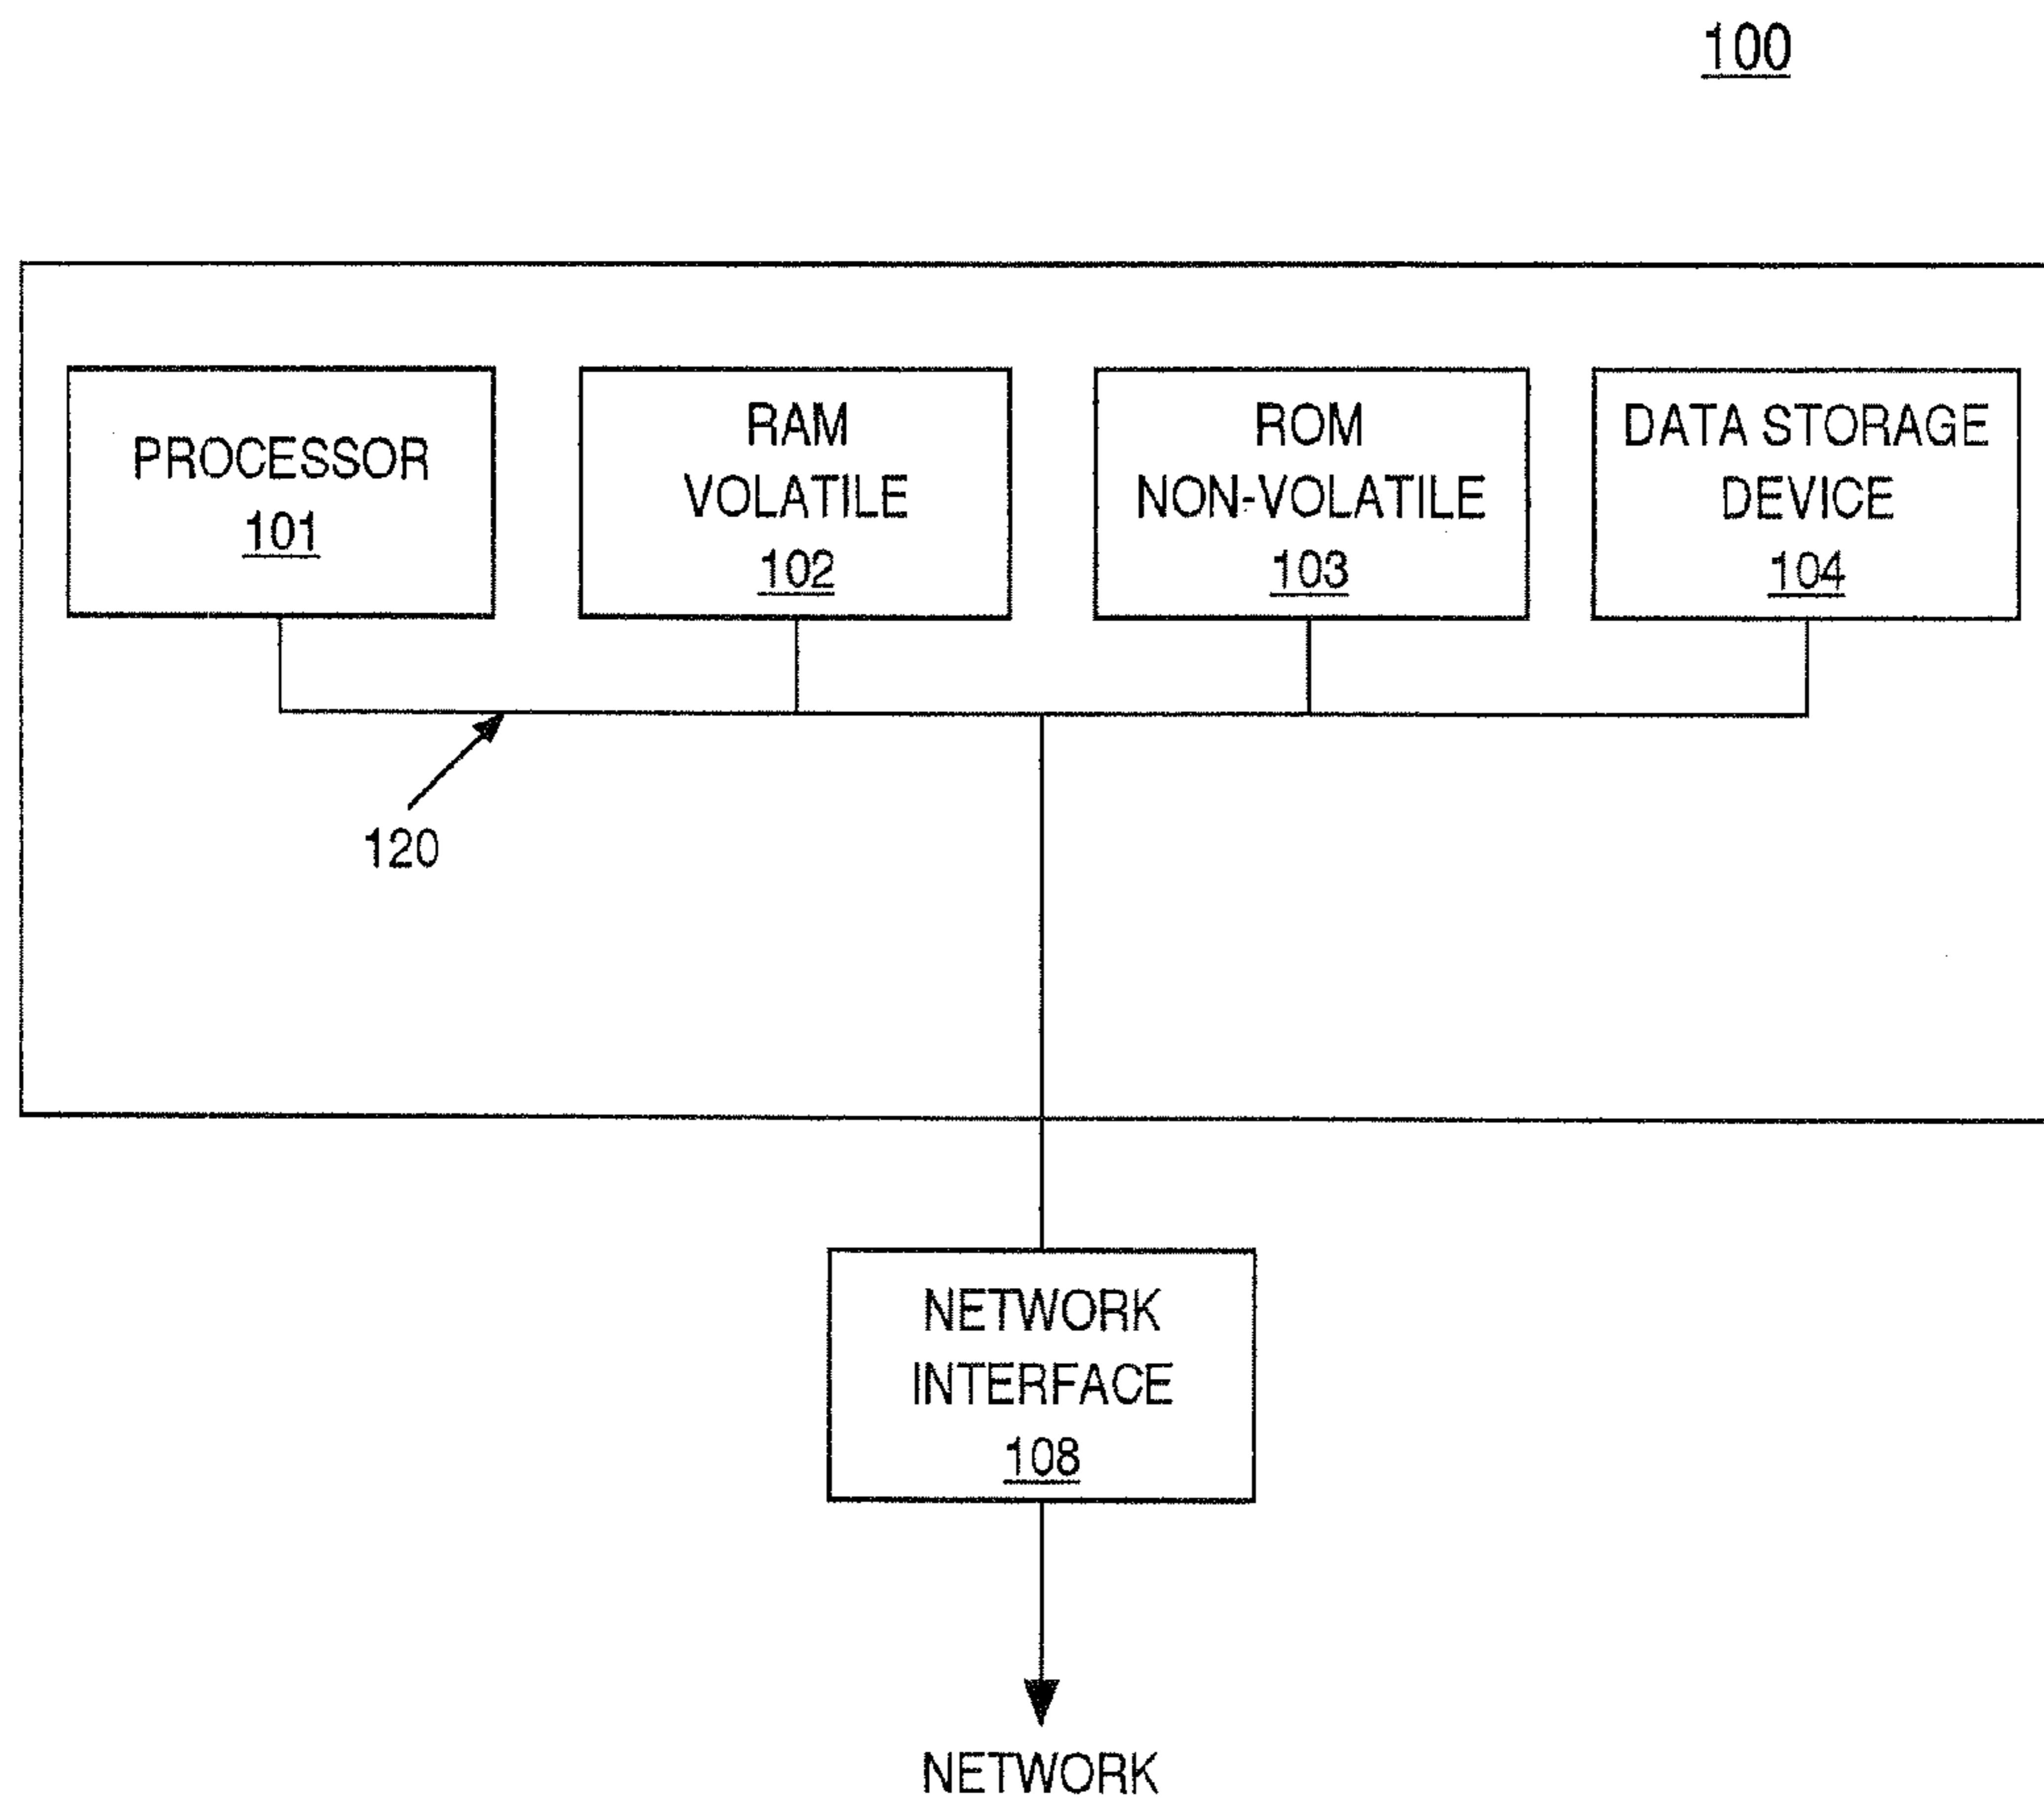 100
PROCESSOR
101
RAM
VOLATILE
102
ROM
NON-VOLATILE
103
DATA STORAGE
DEVICE
104
120
NETWORK
INTERFACE
108
NETWORK